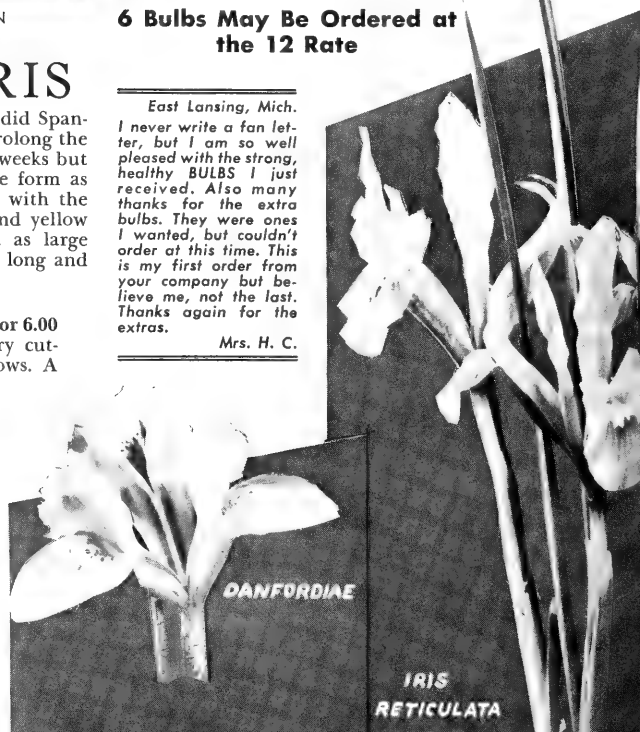 N
6 Bulbs May Be Ordered at
the 12 Rate
RIS
did Span-
rolong the
weeks but
e form as
with the
nd yellow
as large
long and
or 6.00
ry cut-
ows. A
East Lansing, Mich.
I never write a fan let-
ter, but I am so well
pleased with the strong,
healthy BULBS I just
received. Also many
thanks for the extra
bulbs. They were ones
I wanted, but couldn't
order at this time. This
is my first order from
your company but be-
lieve me, not the last.
Thanks again for the
extras.
Mrs. H. C.
DANFORDIAE
IRIS
RETICULATA